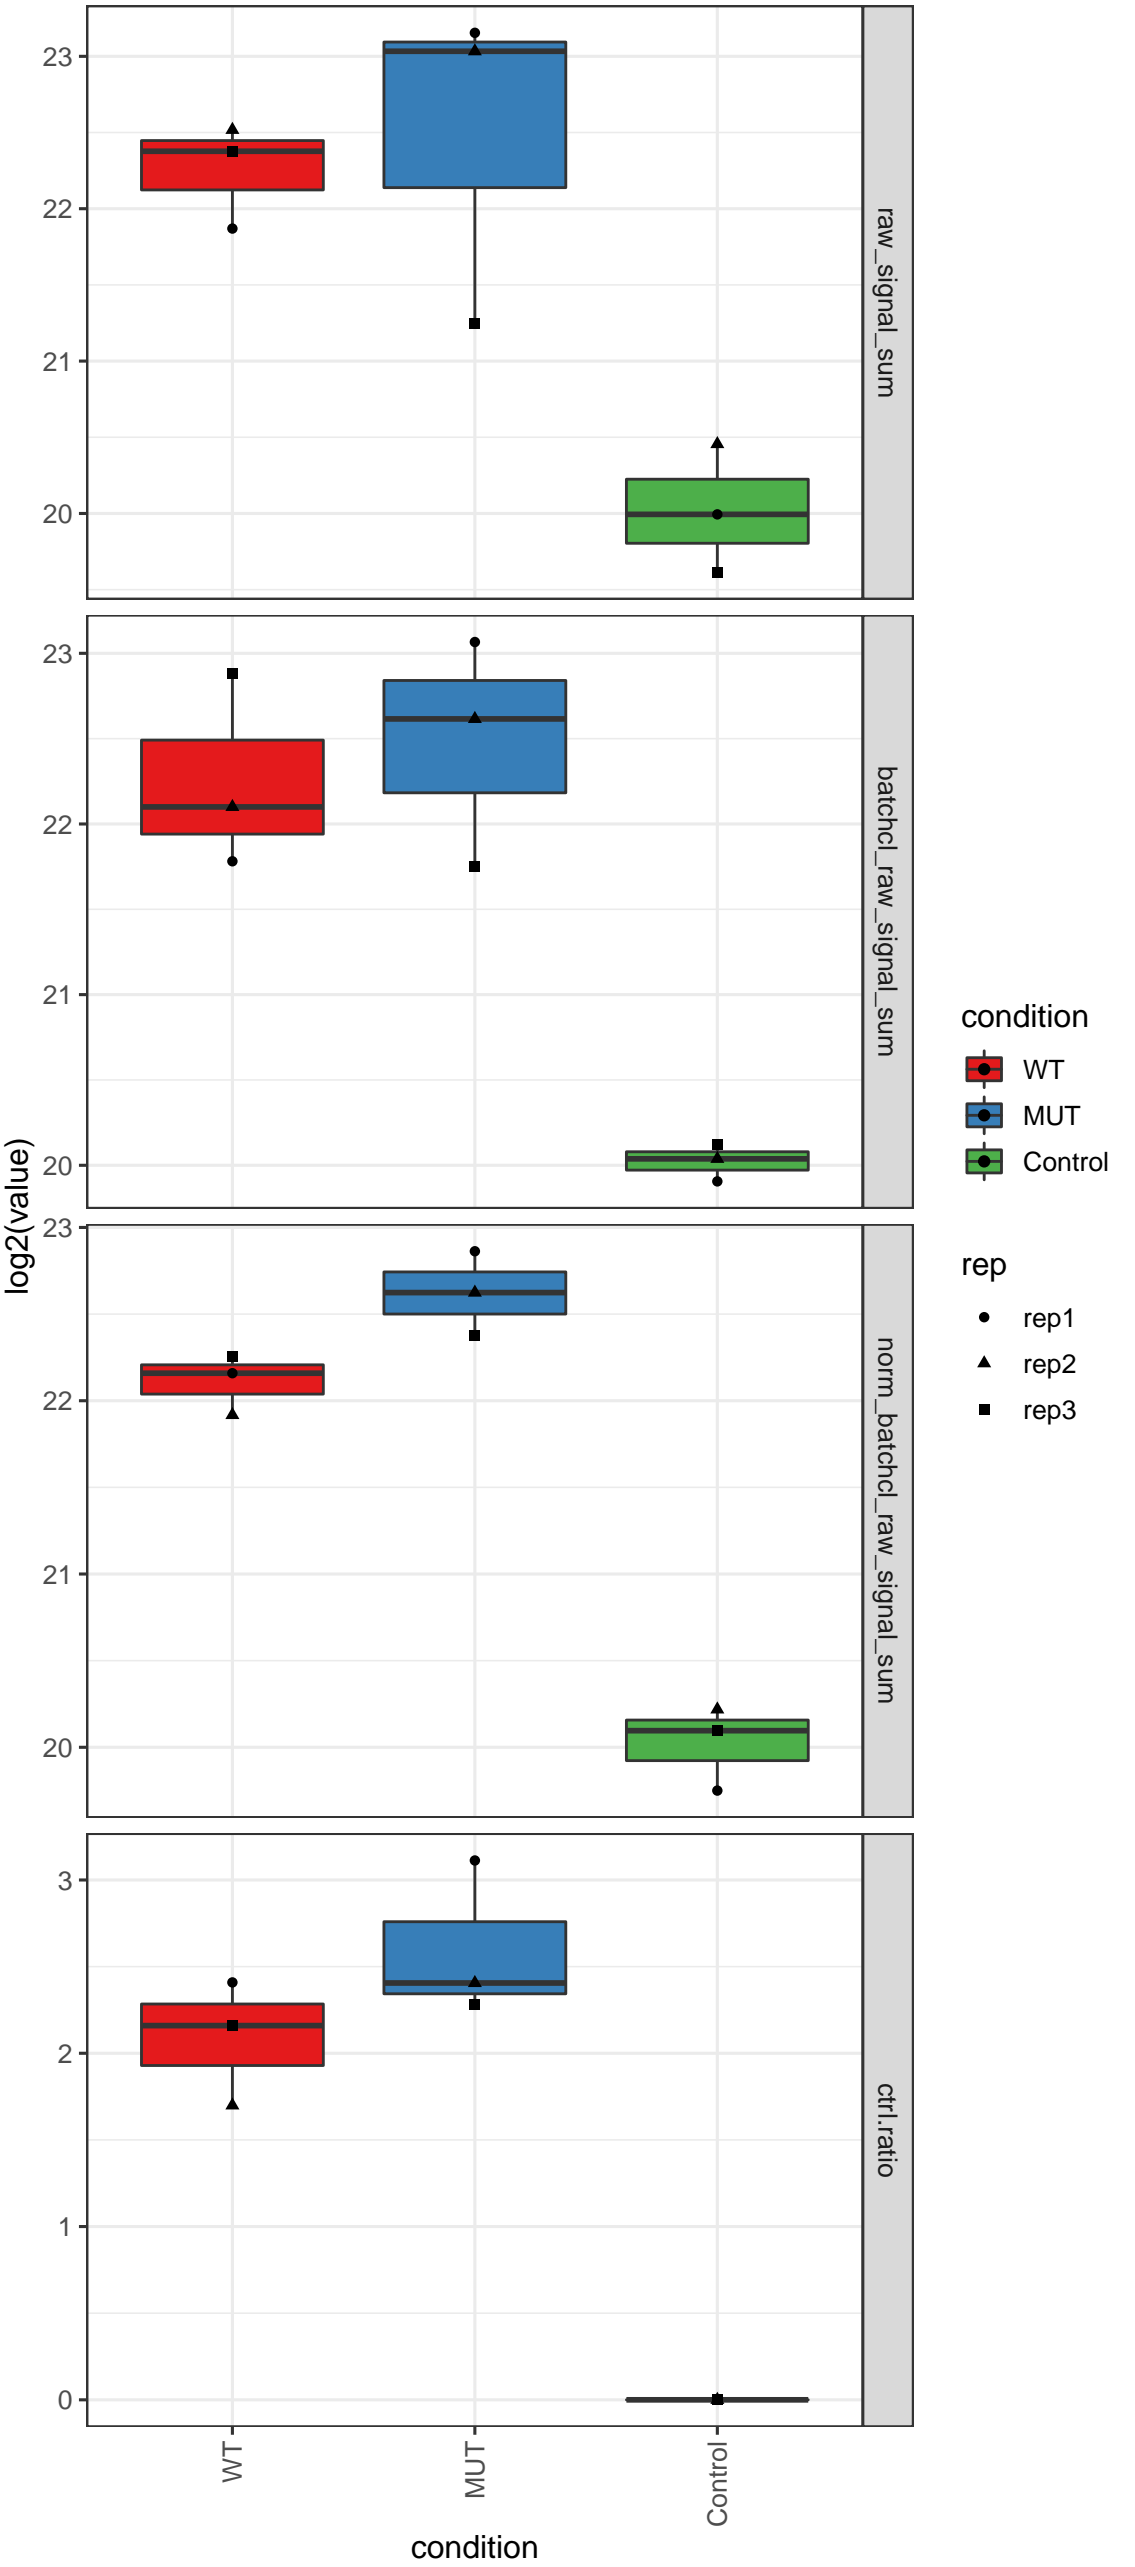 log2(value)
23
22
21
20
raw_signal_sum
23
22
21
20
batchcl_raw_signal_sum
23
22
21
20
norm_batchcl_raw_signal_sum
3
2
1
0
ctrl.ratio
WT
MUT
Control
condition
condition
WT
MUT
Control
rep
rep1
rep2
rep3